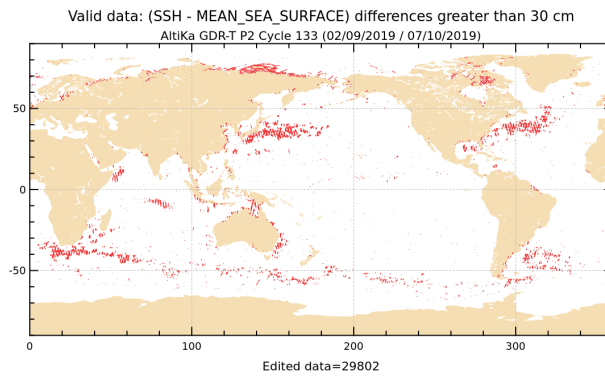 Valid data: (SSH - MEAN_SEA_SURFACE) differences greater than 30 cm
AltiKa GDR-T P2 Cycle 133 (02/09/2019 / 07/10/2019)
50
0
-50
0 100 200 300
Edited data=29802